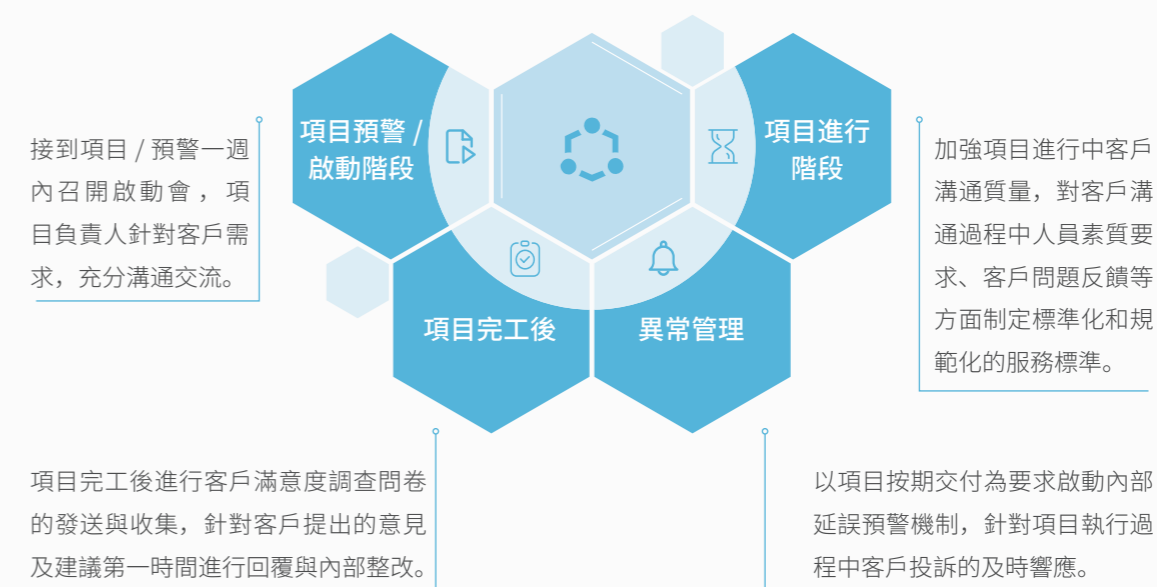 項目預警 /
啟動階段
接到項目 / 預警一週
內召開啟動會，項
目負責人針對客戶需
求，充分溝通交流。
項目進行
階段
加強項目進行中客戶
溝通質量，對客戶溝
通過程中人員素質要
求、客戶問題反饋等
方面制定標準化和規
範化的服務標準。
項目完工後
項目完工後進行客戶滿意度調查問卷
的發送與收集，針對客戶提出的意見
及建議第一時間進行回覆與內部整改。
異常管理
以項目按期交付為要求啟動內部
延誤預警機制，針對項目執行過
程中客戶投訴的及時響應。